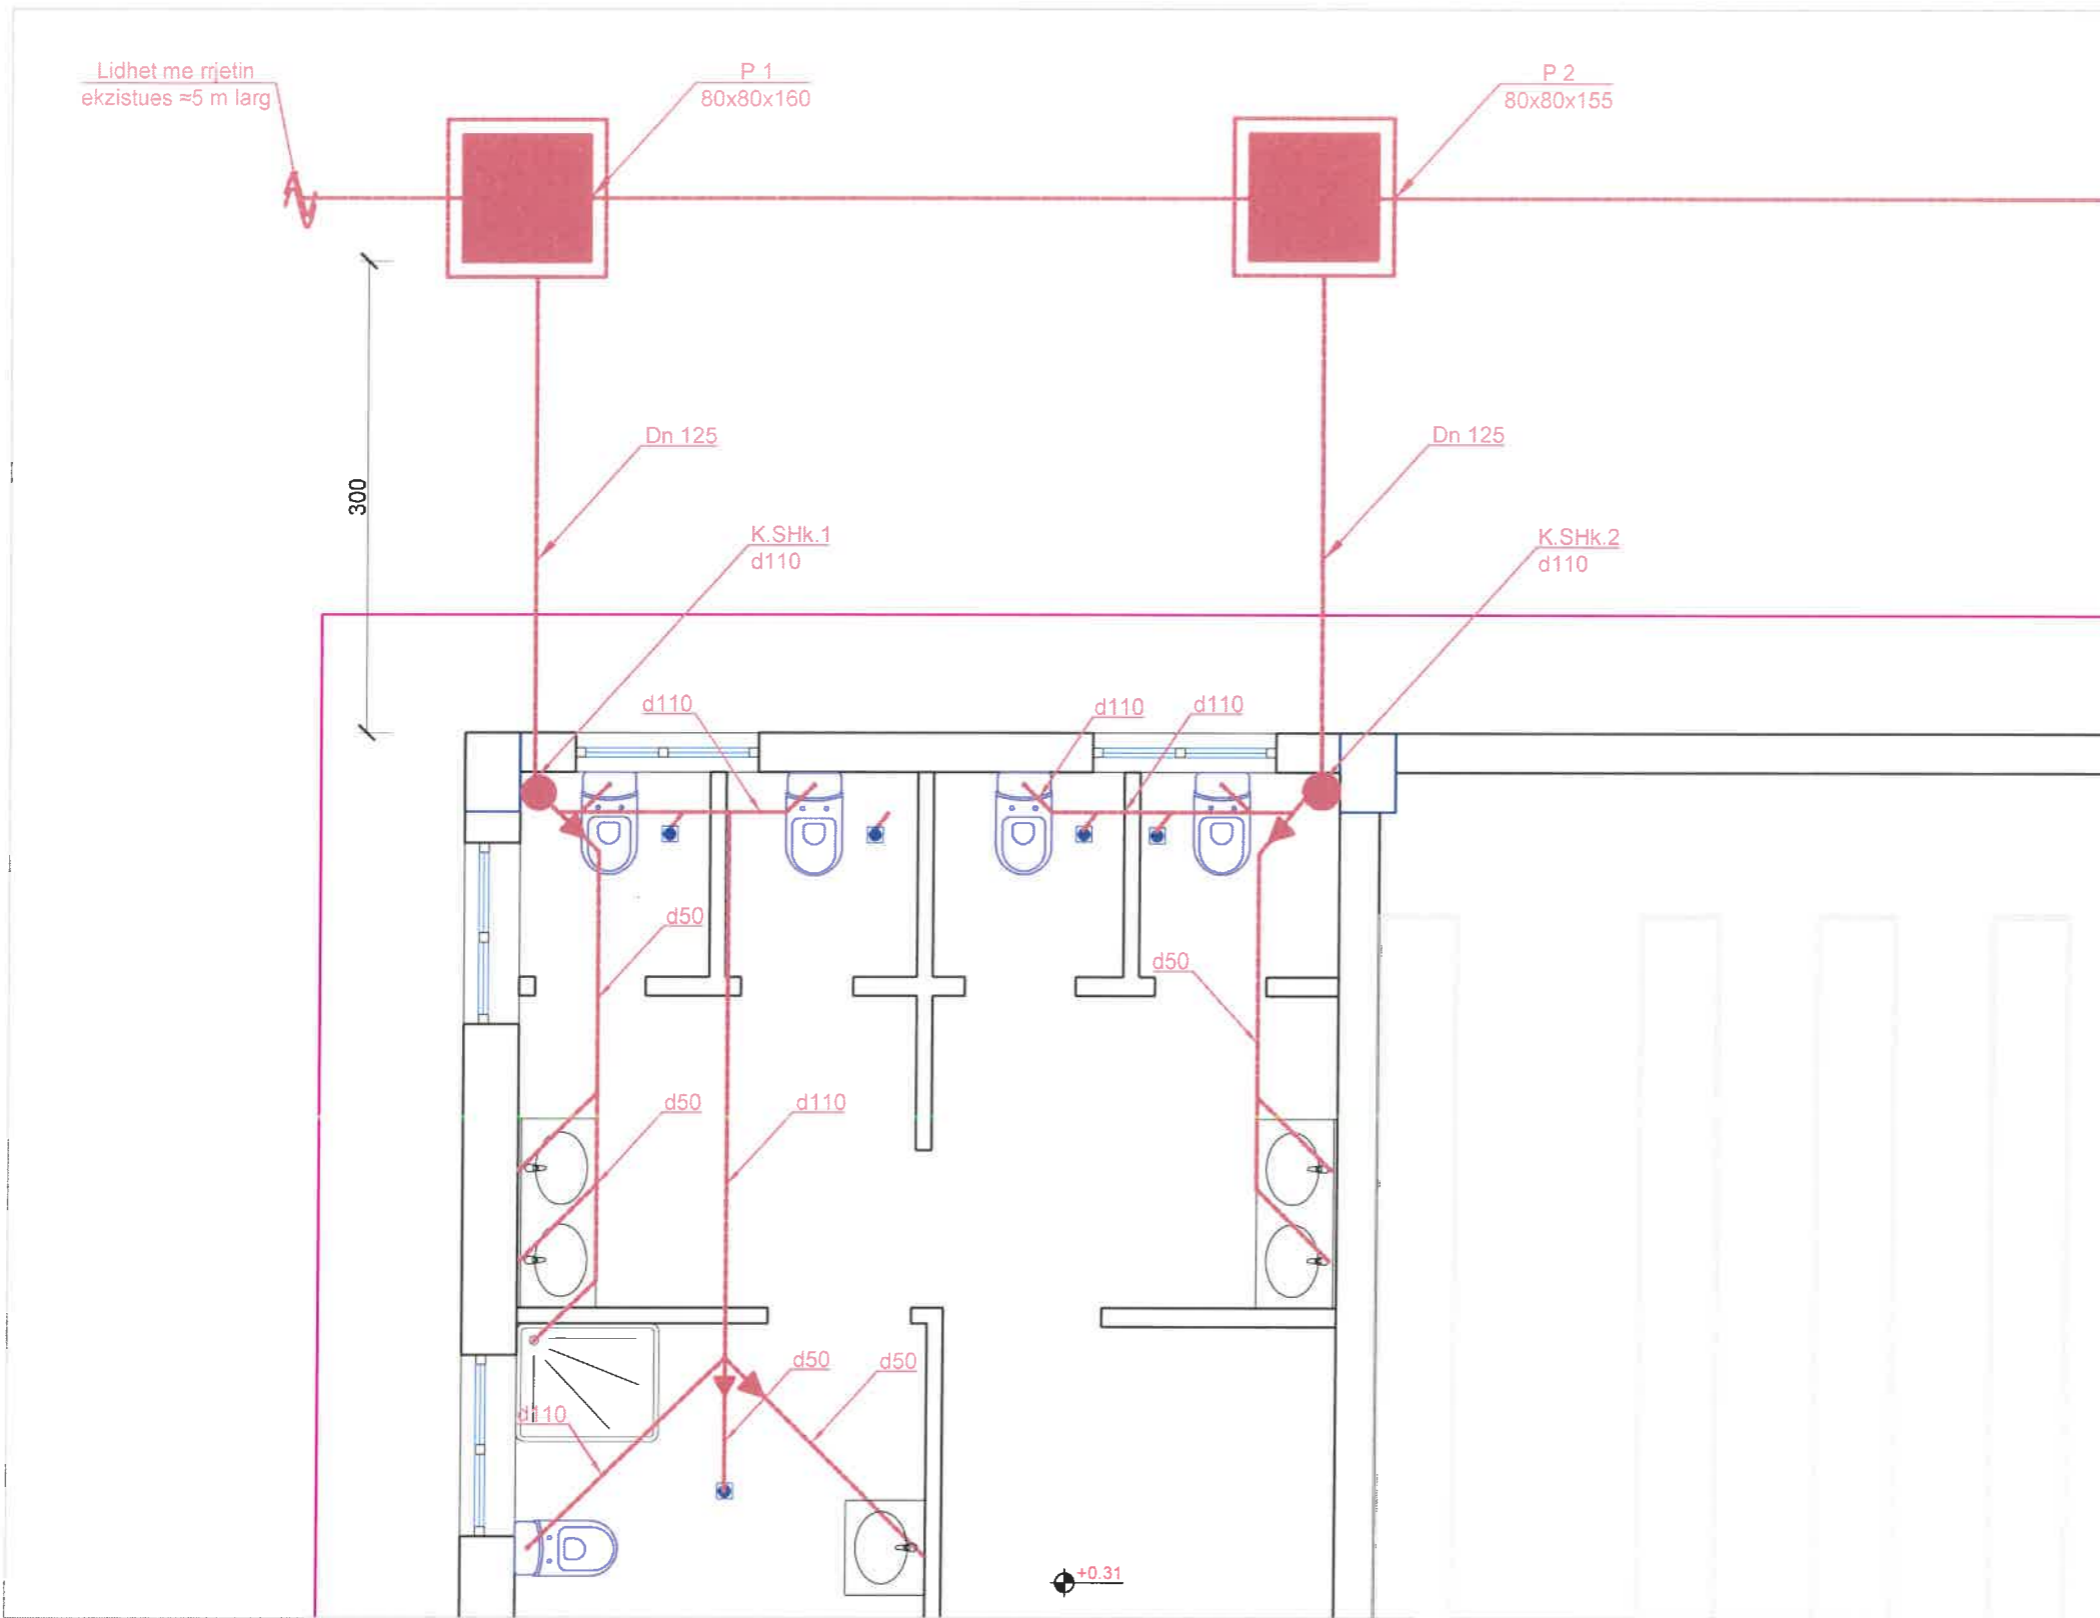 Lidhet me rrjetin
ekzistues ≈5 m larg
P 1
80x80x160
P 2
80x80x155
Dn 125
Dn 125
300
K.SHk.1
d110
K.SHk.2
d110
d110
d110
d110
d50
d50
d50
d110
d50
d50
d110
+0.31